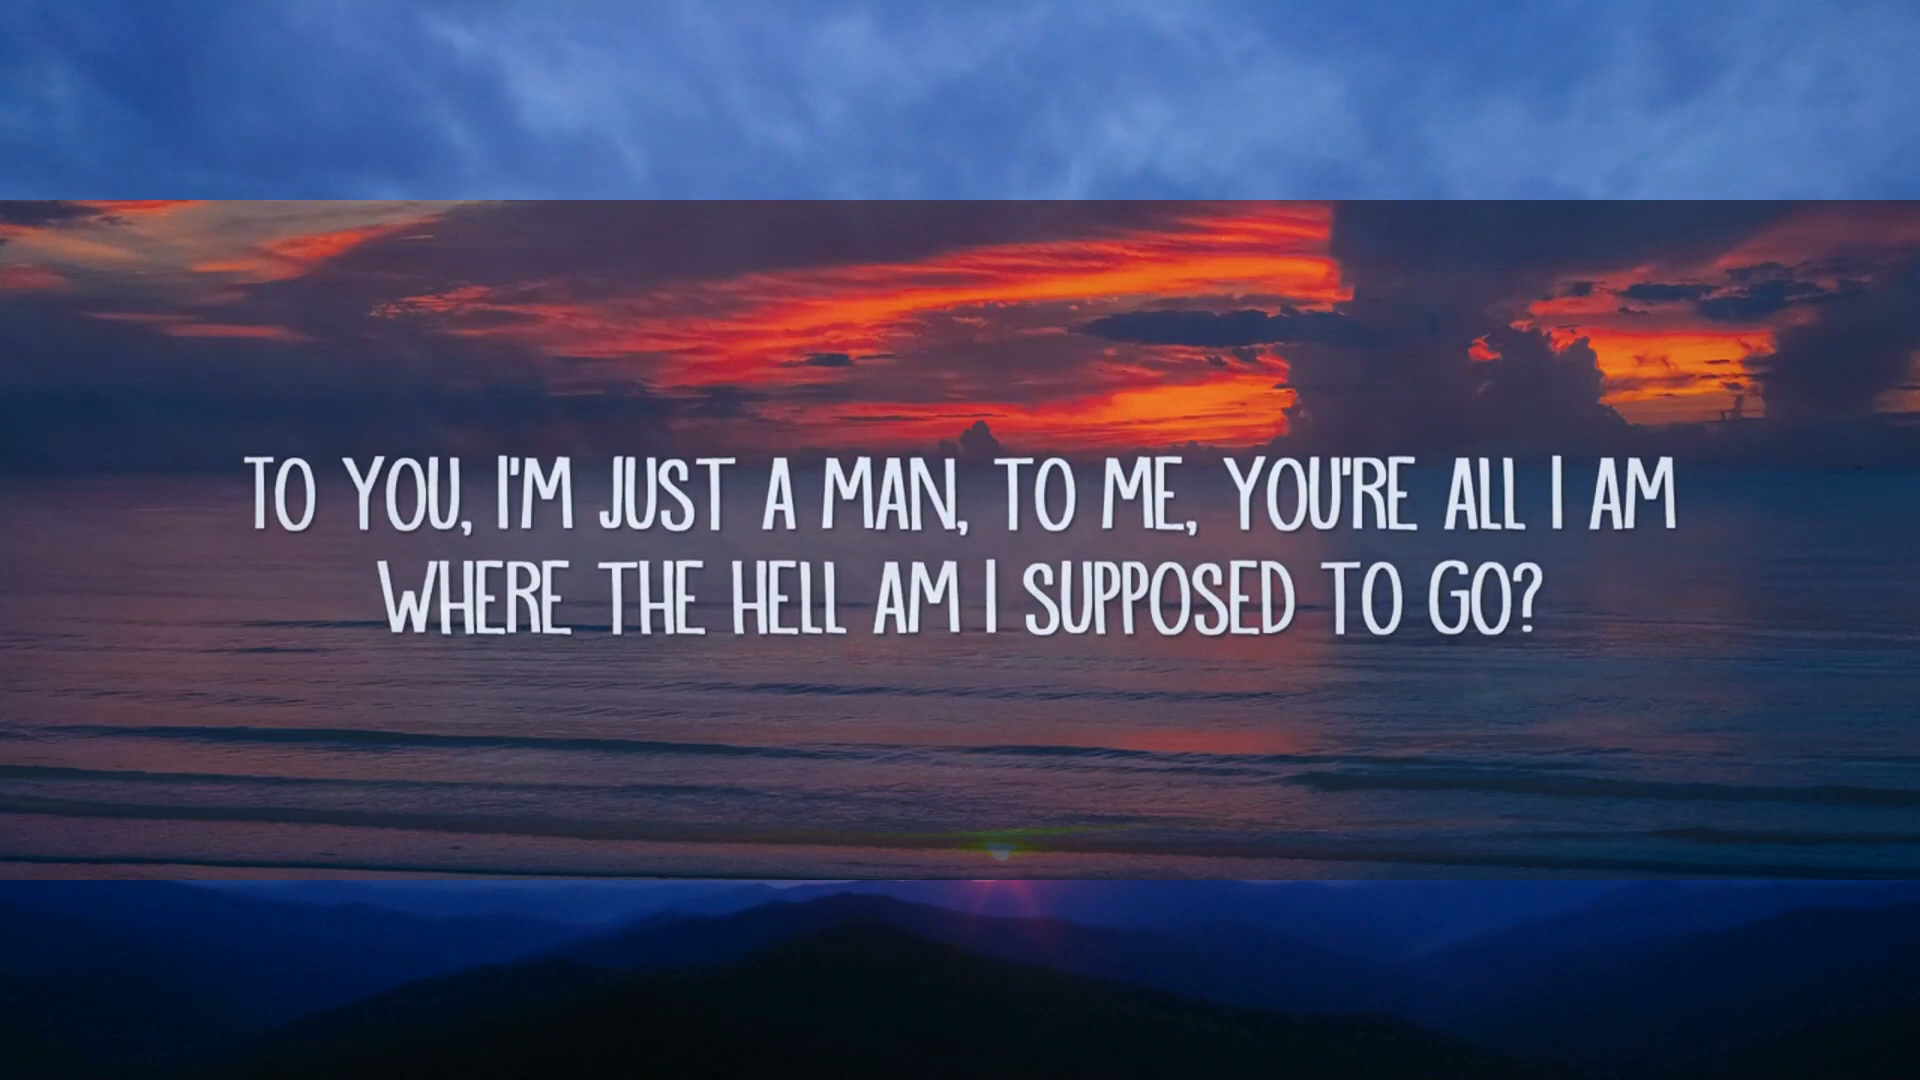 TO YOU, I'M JUST A MAN, TO ME, YOU'RE ALL I AM
WHERE THE HELL AM I SUPPOSED TO GO?